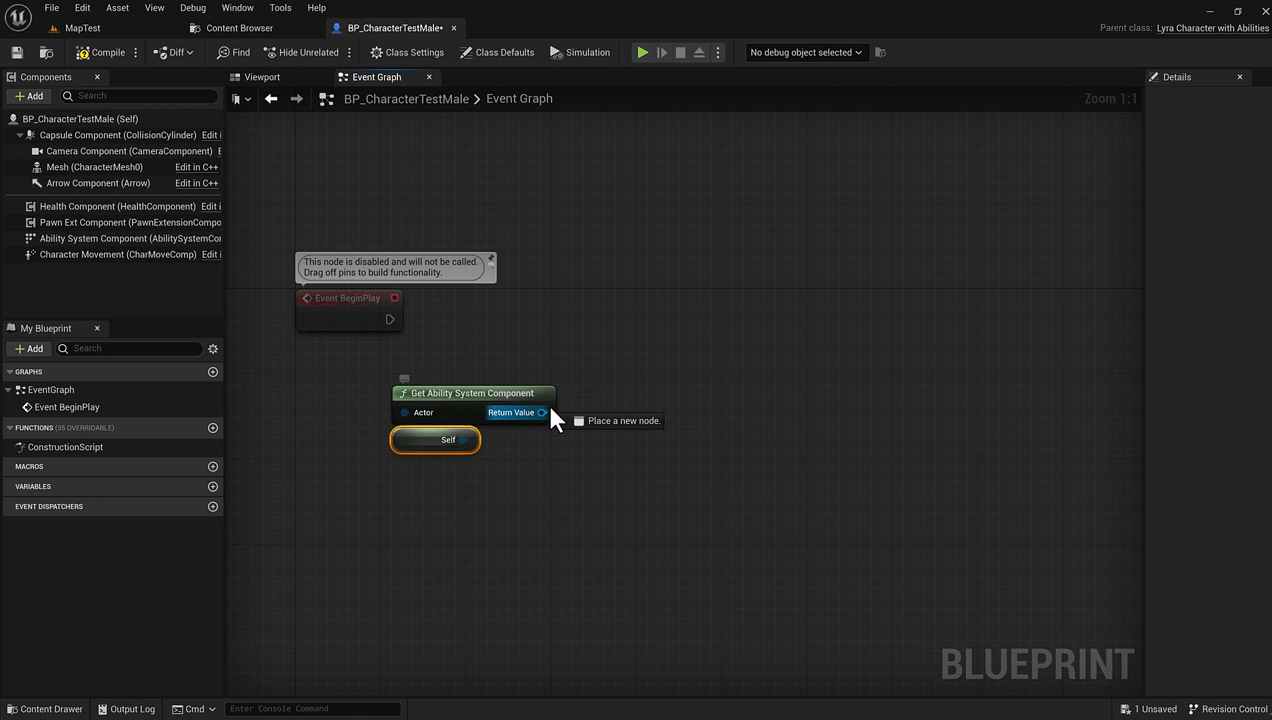 File Edit Asset View Debug Window Tools Help
MapTest Content Browser BP_CharacterTestMale•
Parent class: Lyra Character with Abilities
Compile Diff Find Hide Unrelated Class Settings Class Defaults Simulation No debug object selected
Components
Viewport Event Graph
Details
Add Search
BP_CharacterTestMale > Event Graph
Zoom 1:1
BP_CharacterTestMale (Self)
Capsule Component (CollisionCylinder) Edit i
Camera Component (CameraComponent) E
Mesh (CharacterMesh0) Edit in C++
Arrow Component (Arrow) Edit in C++
Health Component (HealthComponent) Edit i
Pawn Ext Component (PawnExtensionCompo
Ability System Component (AbilitySystemCor
Character Movement (CharMoveComp) Edit i
This node is disabled and will not be called.
Drag off pins to build functionality.
Event BeginPlay
Get Ability System Component
Actor Return Value
Self
Place a new node.
My Blueprint
Add Search
GRAPHS
EventGraph
Event BeginPlay
FUNCTIONS (35 OVERRIDABLE)
ConstructionScript
MACROS
VARIABLES
EVENT DISPATCHERS
BLUEPRINT
Content Drawer Output Log Cmd Enter Console Command
1 Unsaved Revision Control